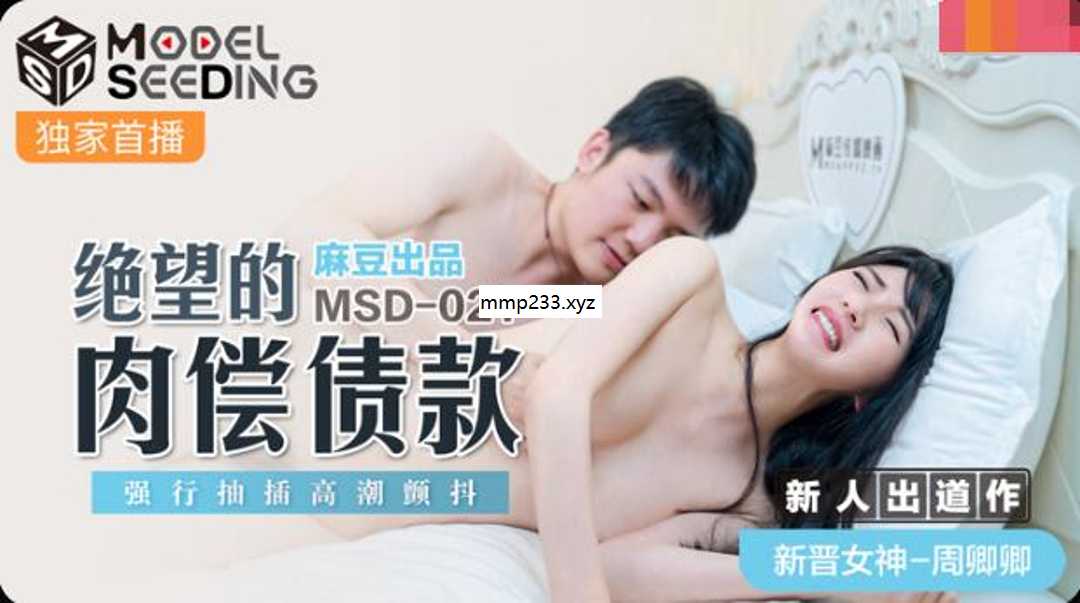 MODEL
SEEDING
MSD
独家首播
绝望的
麻豆出品
MSD-02
mmp233.xyz
肉偿债款
强行抽插高潮颤抖
新人出道作
新晋女神-周卿卿